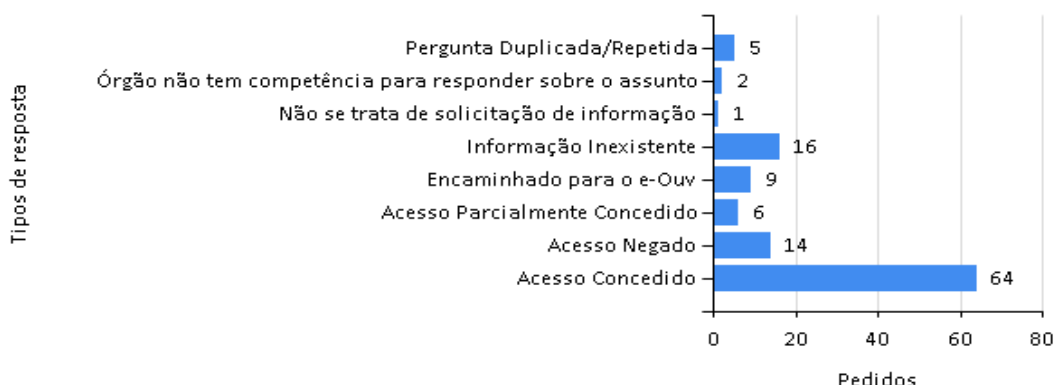 Tipos de resposta
Pergunta Duplicada/Repetida 5
Órgão não tem competência para responder sobre o assunto 2
Não se trata de solicitação de informação 1
Informação Inexistente 16
Encaminhado para o e-Ouv 9
Acesso Parcialmente Concedido 6
Acesso Negado 14
Acesso Concedido 64
0 20 40 60 80
Pedidos